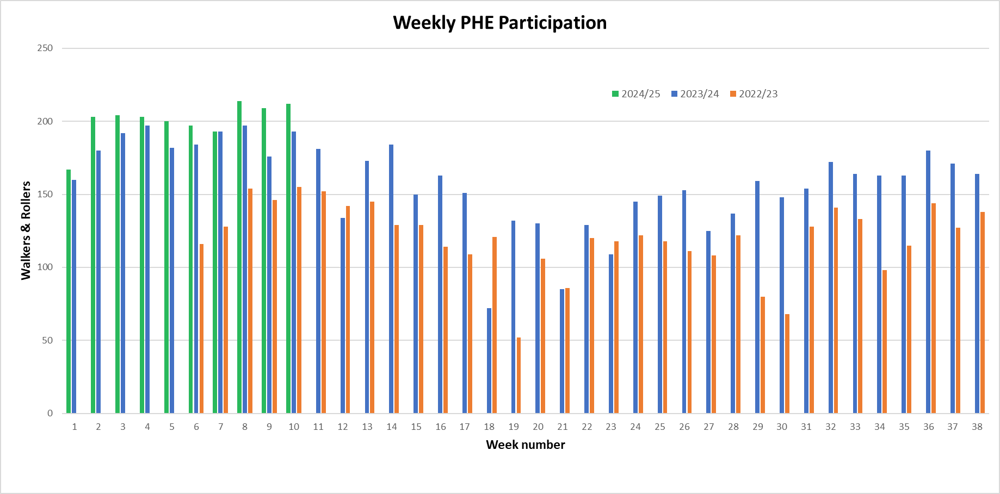 Weekly PHE Participation
250
2024/25 2023/24 2022/23
200
150
100
50
0
Walkers & Rollers
1 2 3 4 5 6 7 8 9 10 11 12 13 14 15 16 17 18 19 20 21 22 23 24 25 26 27 28 29 30 31 32 33 34 35 36 37 38
Week number